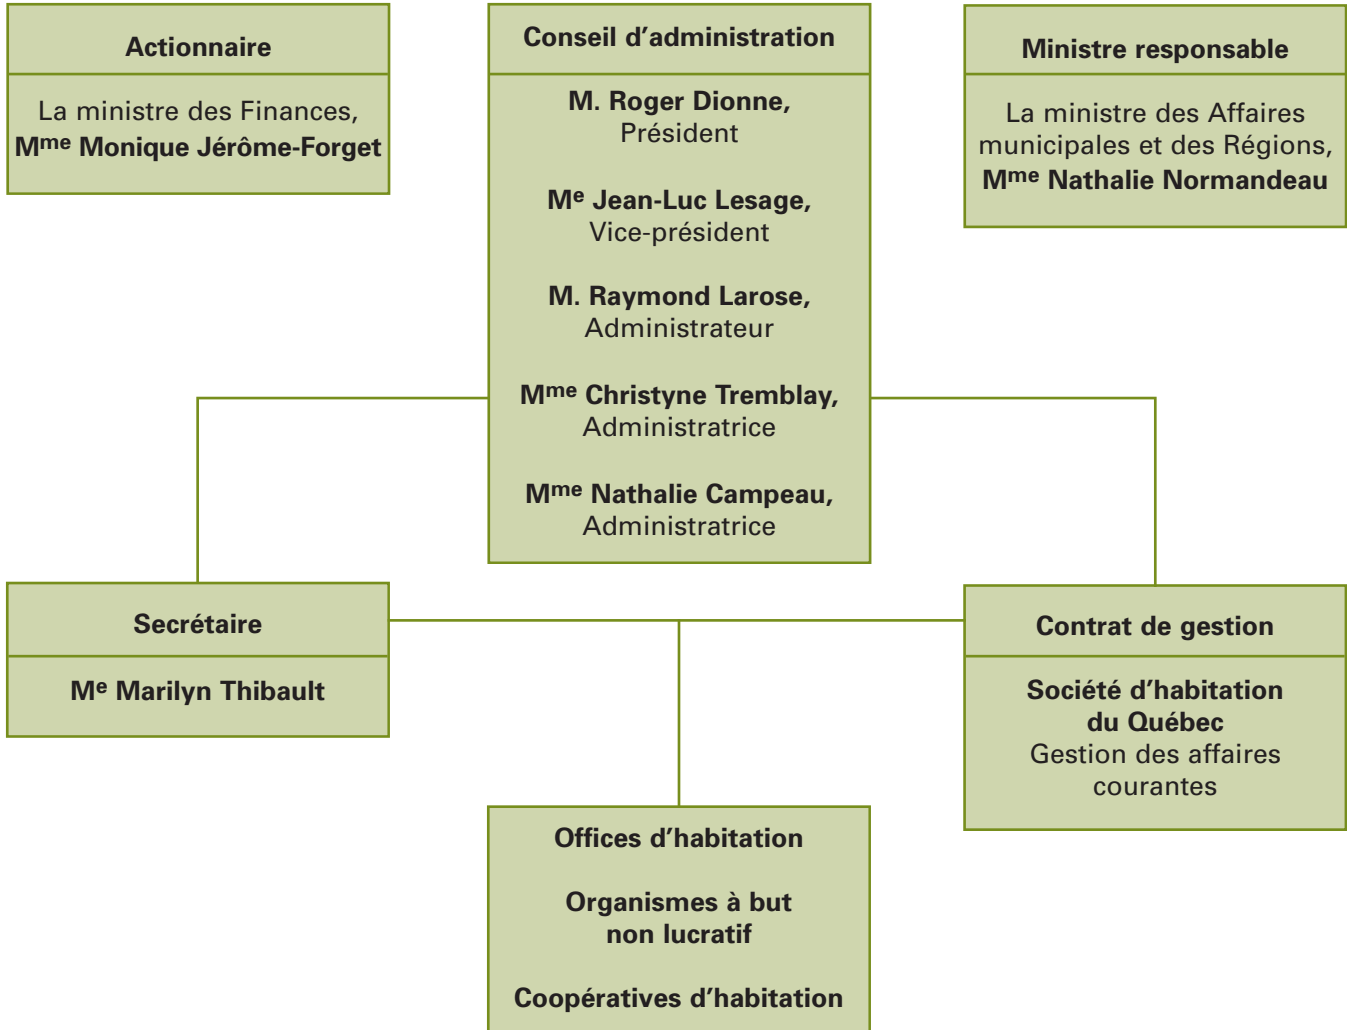 Actionnaire
La ministre des Finances,
Mme Monique Jérôme-Forget
Conseil d'administration
M. Roger Dionne,
Président
Me Jean-Luc Lesage,
Vice-président
M. Raymond Larose,
Administrateur
Mme Christyne Tremblay,
Administratrice
Mme Nathalie Campeau,
Administratrice
Ministre responsable
La ministre des Affaires
municipales et des Régions,
Mme Nathalie Normandeau
Secrétaire
Me Marilyn Thibault
Contrat de gestion
Société d'habitation
du Québec
Gestion des affaires
courantes
Offices d'habitation
Organismes à but
non lucratif
Coopératives d'habitation